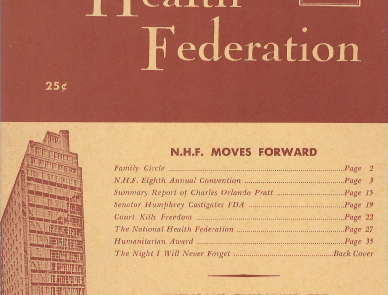 Health
Federation
25¢
N.H.F. MOVES FORWARD
Family Circle Page 2
N.H.F. Eighth Annual Convention Page 3
Summary Report of Charles Orlando Pratt Page 15
Senator Humphrey Castigates FDA Page 19
Court Kills Freedom Page 22
The National Health Federation Page 27
Humanitarian Award Page 35
The Night I Will Never Forget Back Cover